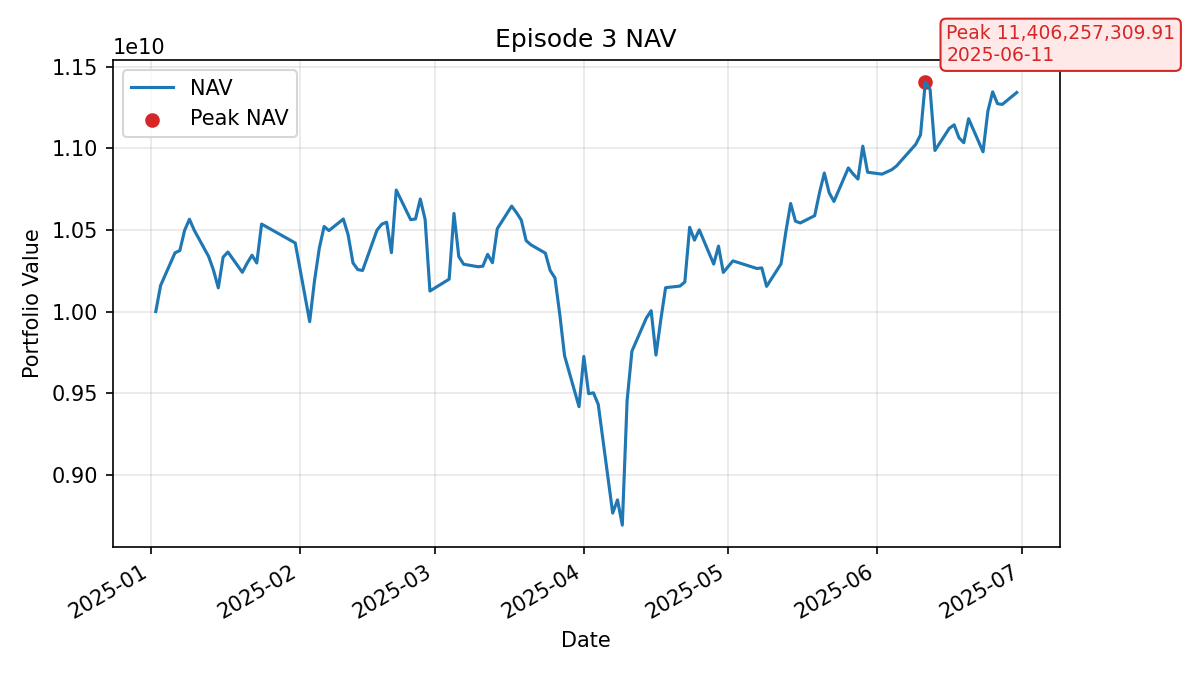 Episode 3 NAV
1e10
Peak 11,406,257,309.91
2025-06-11
NAV
Peak NAV
1.15
1.10
1.05
1.00
0.95
0.90
Portfolio Value
2025-01
2025-02
2025-03
2025-04
2025-05
2025-06
2025-07
Date